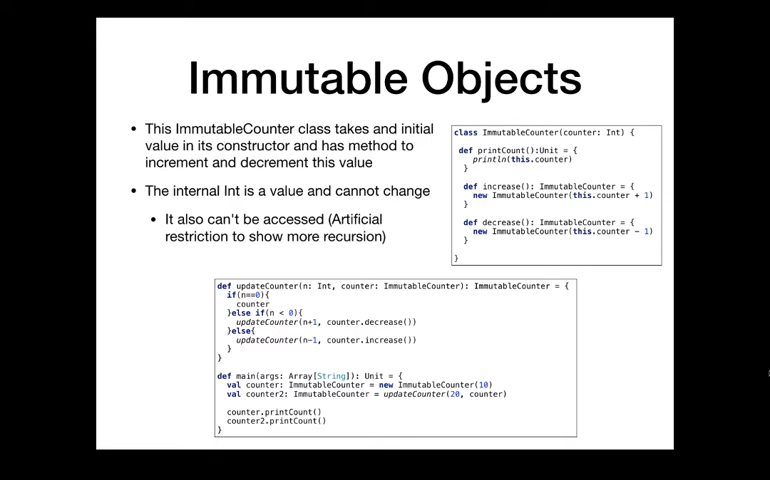 Immutable Objects
• This ImmutableCounter class takes and initial
value in its constructor and has method to
increment and decrement this value
• The internal Int is a value and cannot change
• It also can't be accessed (Artificial
restriction to show more recursion)
class ImmutableCounter(counter: Int) {
def printCount():Unit = {
println(this.counter)
}
def increase(): ImmutableCounter = {
new ImmutableCounter(this.counter + 1)
}
def decrease(): ImmutableCounter = {
new ImmutableCounter(this.counter - 1)
}
}
def updateCounter(n: Int, counter: ImmutableCounter): ImmutableCounter = {
if(n==0){
counter
}else if(n < 0){
updateCounter(n+1, counter.decrease())
}else{
updateCounter(n-1, counter.increase())
}
}
def main(args: Array[String]): Unit = {
val counter: ImmutableCounter = new ImmutableCounter(10)
val counter2: ImmutableCounter = updateCounter(20, counter)
counter.printCount()
counter2.printCount()
}